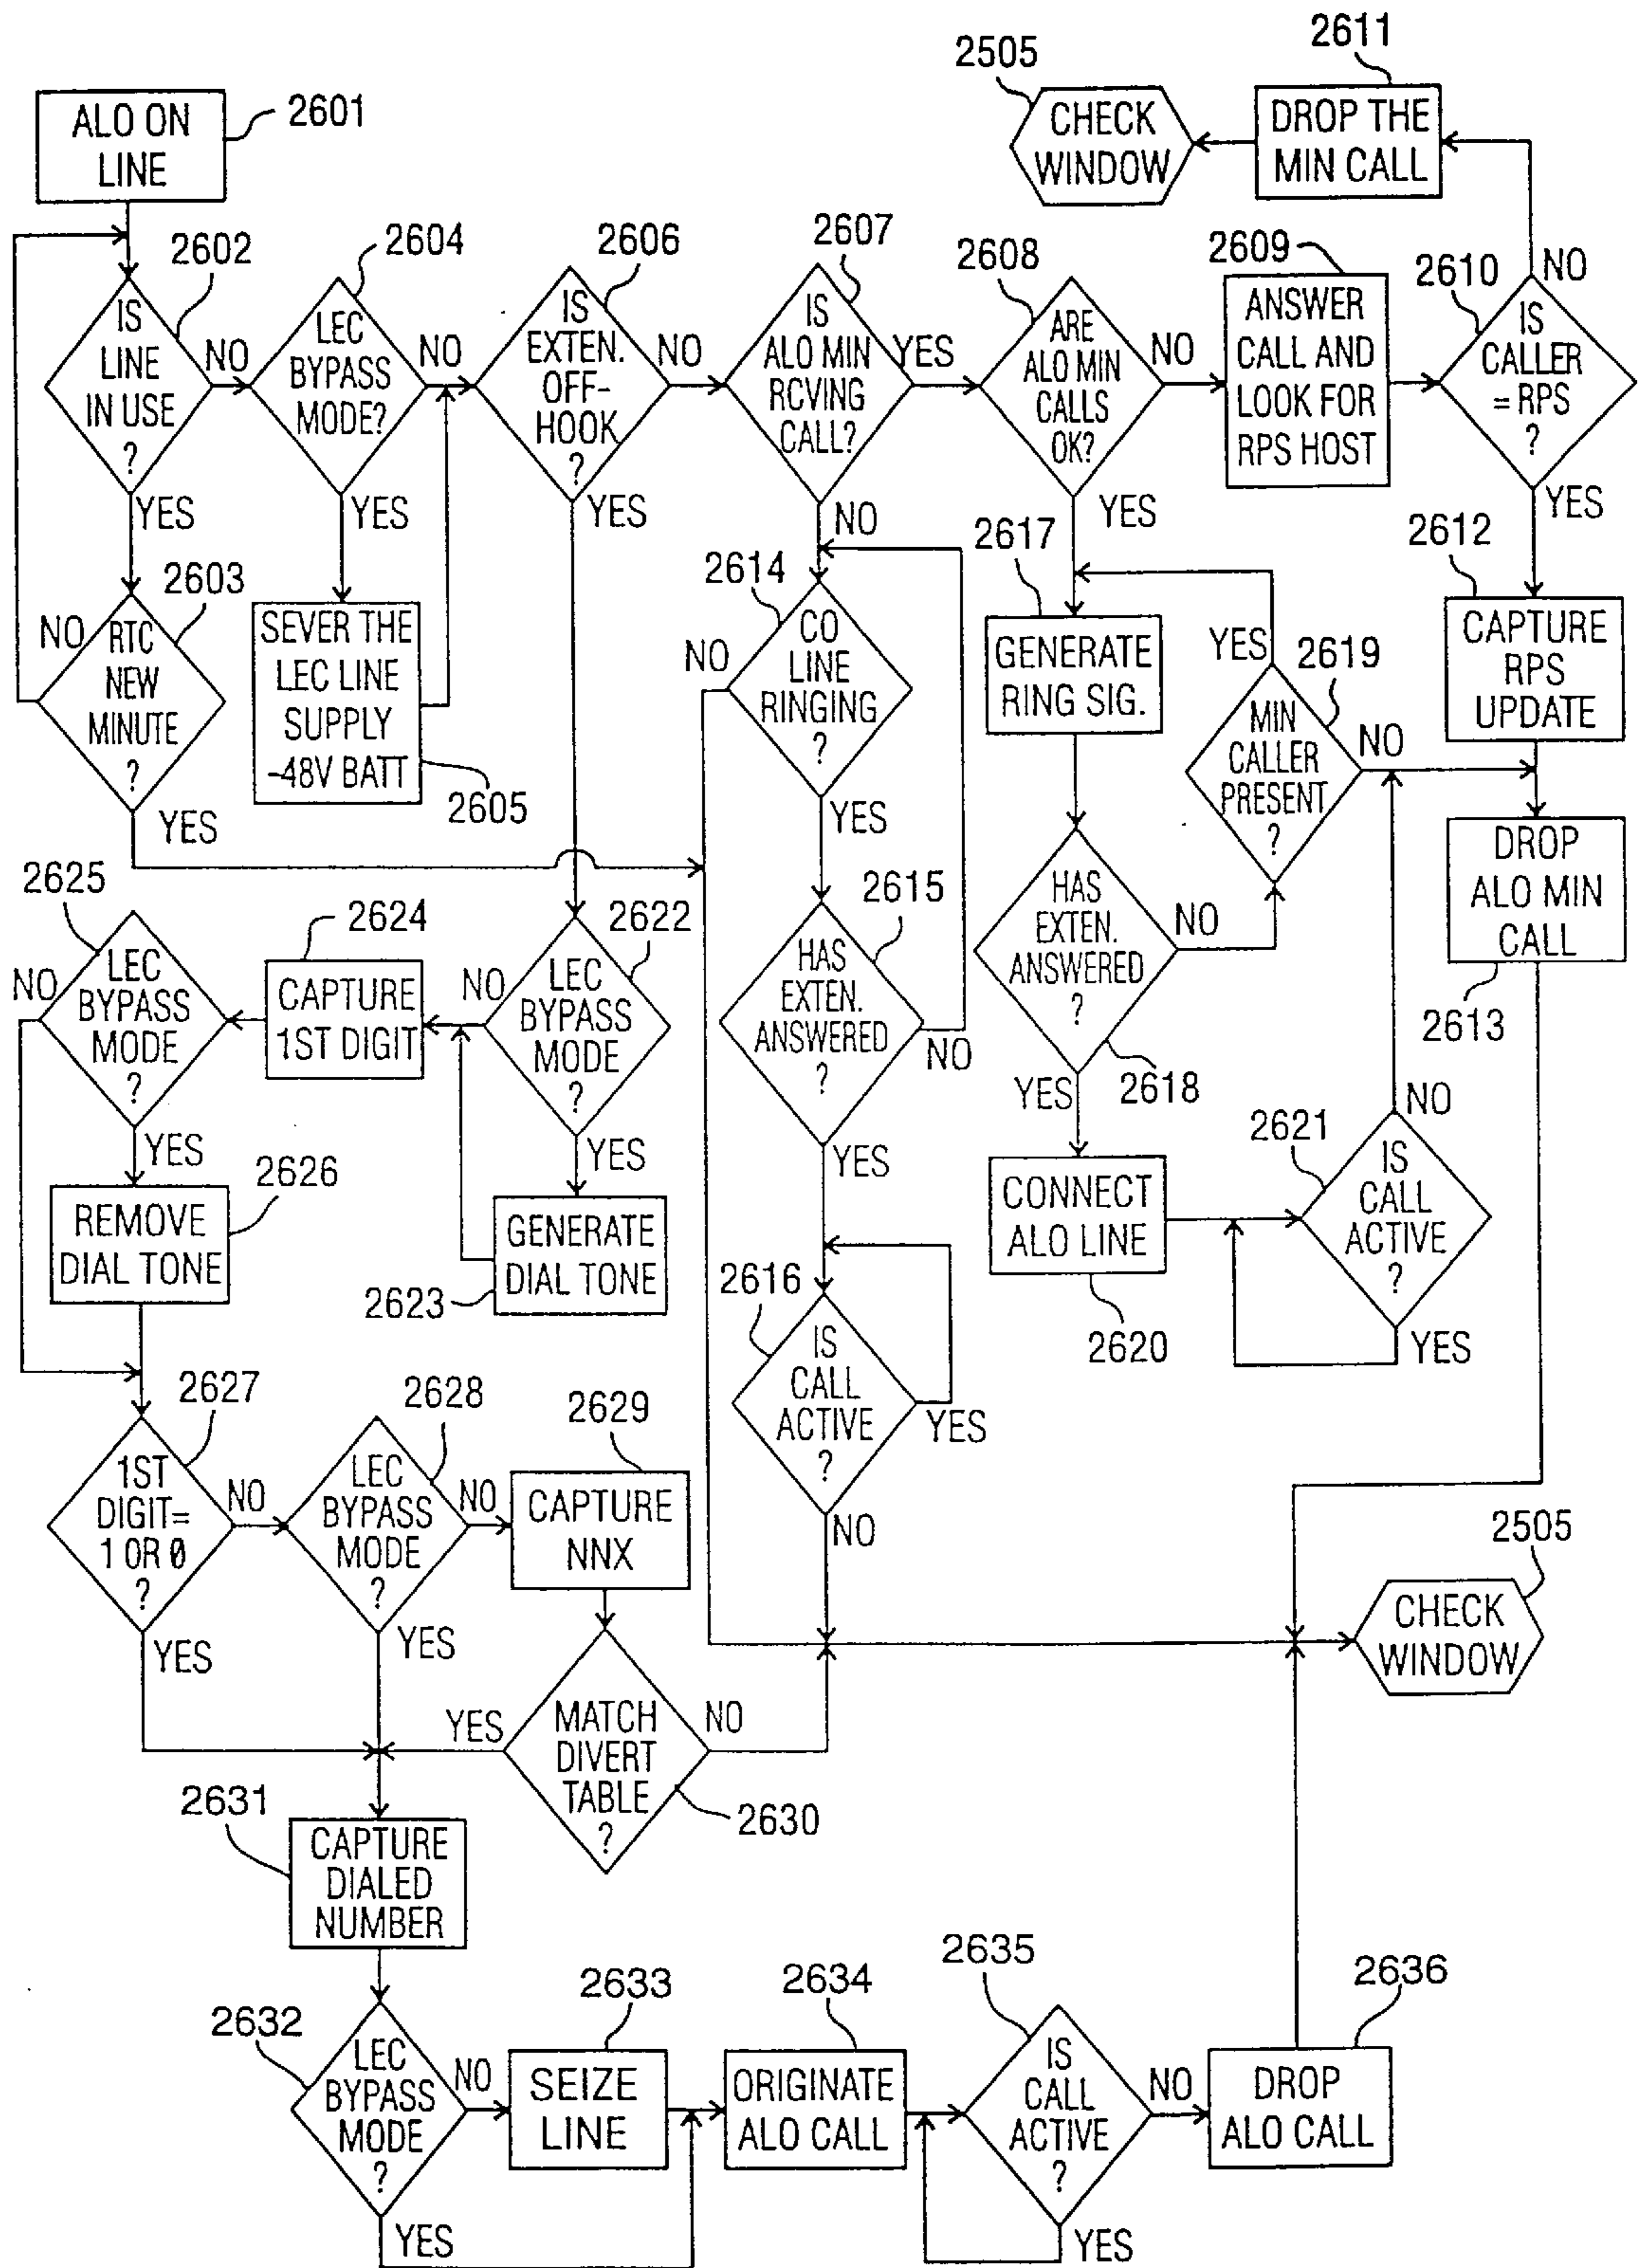 2611
2505
CHECK
WINDOW
DROP THE
MIN CALL
ALO ON
LINE
2601
2602
IS
LINE
IN USE
?
NO
YES
2604
LEC
BYPASS
MODE?
NO
YES
2606
IS
EXTEN.
OFF-
HOOK
?
NO
YES
2607
IS
ALO MIN
RCVING
CALL?
YES
NO
2608
ARE
ALO MIN
CALLS
OK?
NO
YES
2609
ANSWER
CALL AND
LOOK FOR
RPS HOST
2610
NO
IS
CALLER
= RPS
?
YES
2603
NO
RTC
NEW
MINUTE
?
YES
SEVER THE
LEC LINE
SUPPLY
-48V BATT
2605
2614
CO
LINE
RINGING
?
NO
YES
2617
GENERATE
RING SIG.
YES
2619
MIN
CALLER
PRESENT
?
NO
2612
CAPTURE
RPS
UPDATE
DROP
ALO MIN
CALL
2613
2625
NO
LEC
BYPASS
MODE
?
YES
2624
CAPTURE
1ST DIGIT
2622
NO
LEC
BYPASS
MODE
?
YES
2615
HAS
EXTEN.
ANSWERED
?
NO
YES
HAS
EXTEN.
ANSWERED
?
NO
YES
2618
2626
REMOVE
DIAL TONE
GENERATE
DIAL TONE
2623
2616
IS
CALL
ACTIVE
?
YES
NO
CONNECT
ALO LINE
2620
2621
NO
IS
CALL
ACTIVE
?
YES
2627
1ST
DIGIT=
1 OR 0
?
NO
YES
2628
LEC
BYPASS
MODE
?
NO
YES
2629
CAPTURE
NNX
2505
CHECK
WINDOW
YES
MATCH
DIVERT
TABLE
?
NO
2630
2631
CAPTURE
DIALED
NUMBER
2632
LEC
BYPASS
MODE
?
NO
YES
2633
SEIZE
LINE
2634
ORIGINATE
ALO CALL
2635
IS
CALL
ACTIVE
?
NO
YES
2636
DROP
ALO CALL